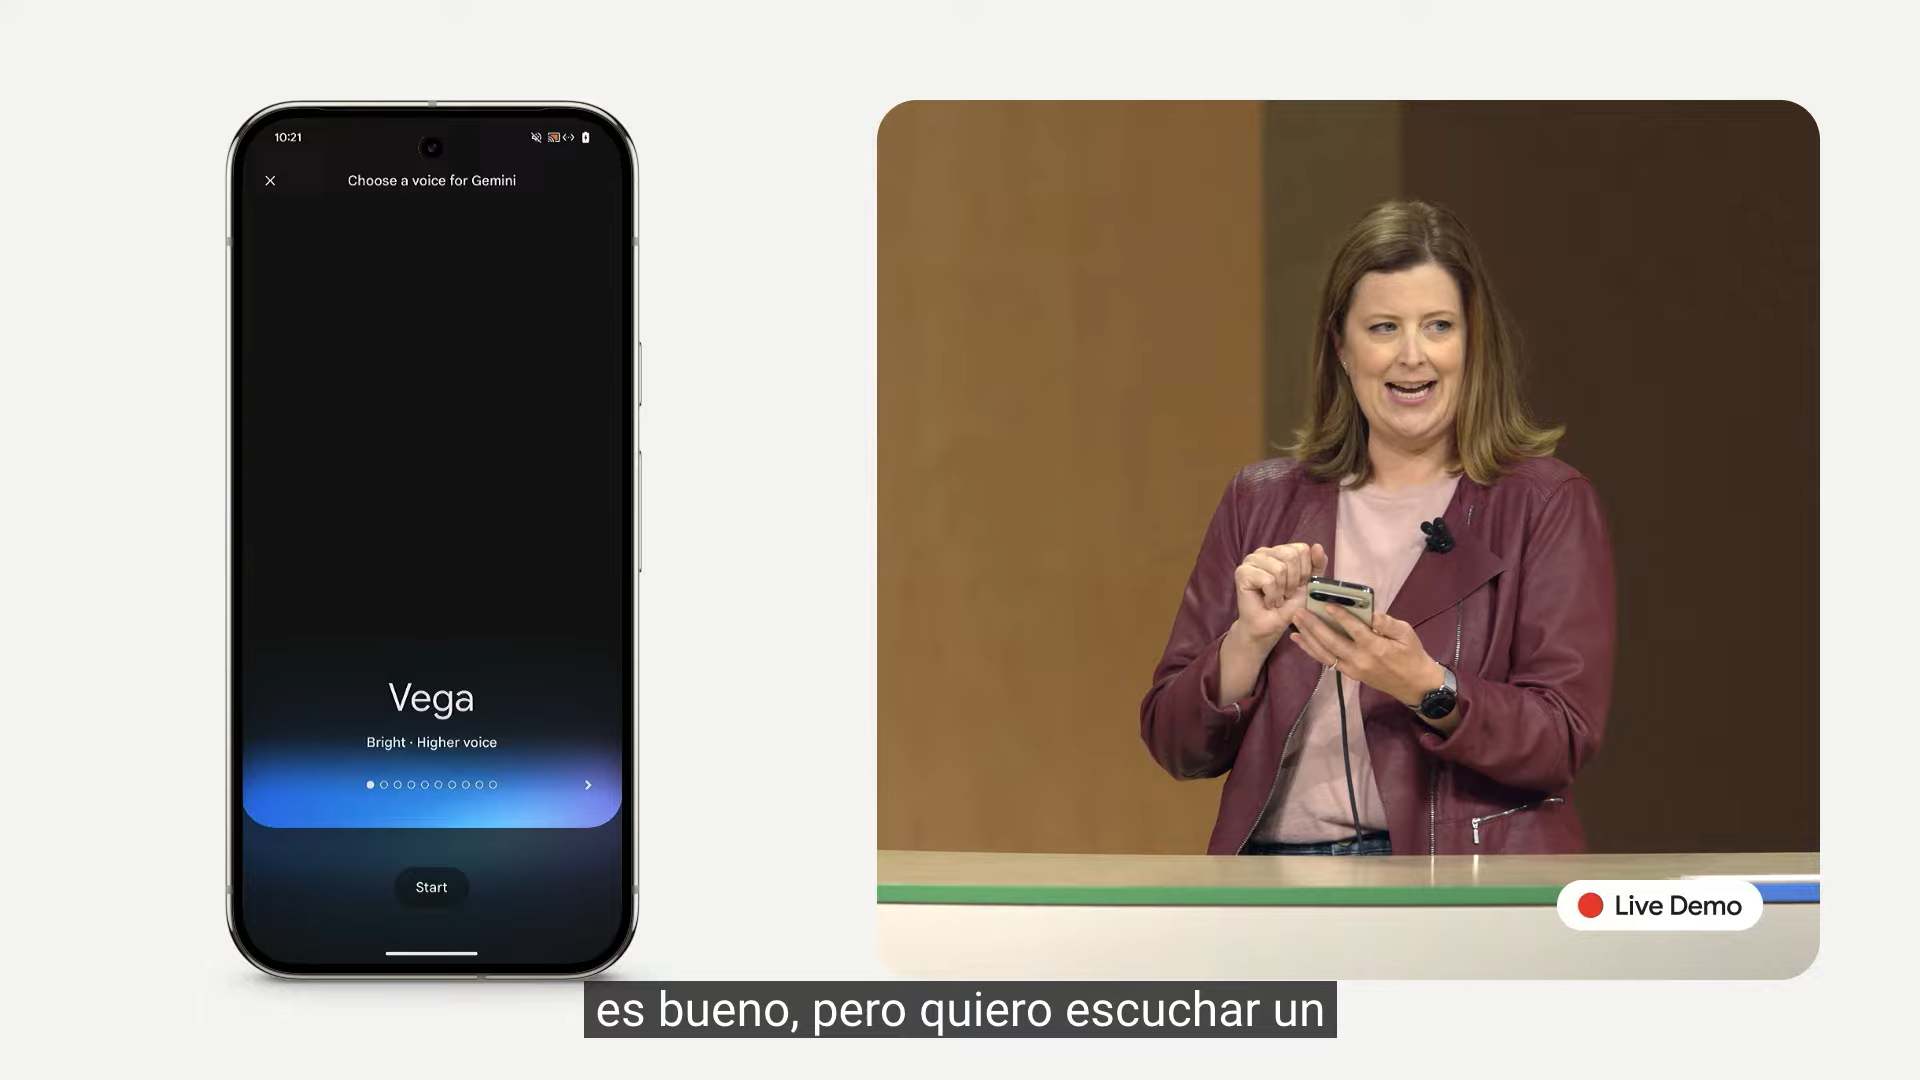 10:21
Choose a voice for Gemini
Vega
Bright · Higher voice
Start
Live Demo
es bueno, pero quiero escuchar un